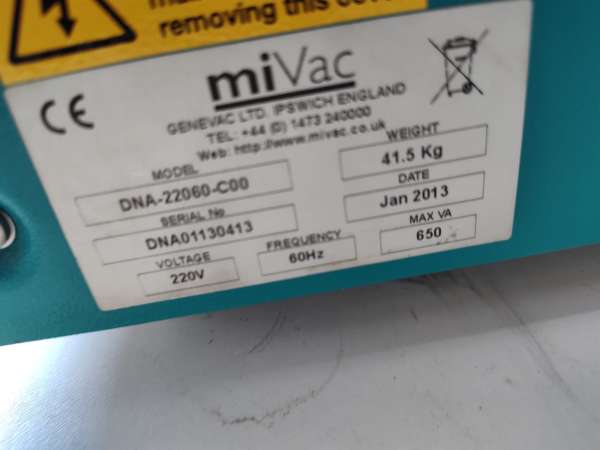 removing this cover
miVac
CE
GENEVAC LTD. IPSWICH ENGLAND
TEL: +44 (0) 1473 240000
Web: http://www.mivac.co.uk
MODEL
DNA-22060-C00
SERIAL No
DNA01130413
VOLTAGE
220V
FREQUENCY
60Hz
WEIGHT
41.5 Kg
DATE
Jan 2013
MAX VA
650